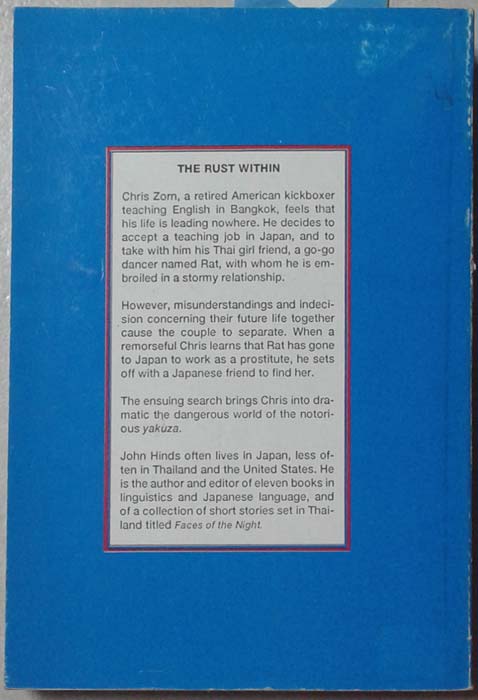 THE RUST WITHIN
Chris Zorn, a retired American kickboxer
teaching English in Bangkok, feels that
his life is leading nowhere. He decides to
accept a teaching job in Japan, and to
take with him his Thai girl friend, a go-go
dancer named Rat, with whom he is em-
broiled in a stormy relationship.
However, misunderstandings and indeci-
sion concerning their future life together
cause the couple to separate. When a
remorseful Chris learns that Rat has gone
to Japan to work as a prostitute, he sets
off with a Japanese friend to find her.
The ensuing search brings Chris into dra-
matic the dangerous world of the notori-
ous yakuza.
John Hinds often lives in Japan, less of-
ten in Thailand and the United States. He
is the author and editor of eleven books in
linguistics and Japanese language, and
of a collection of short stories set in Thai-
land titled Faces of the Night.